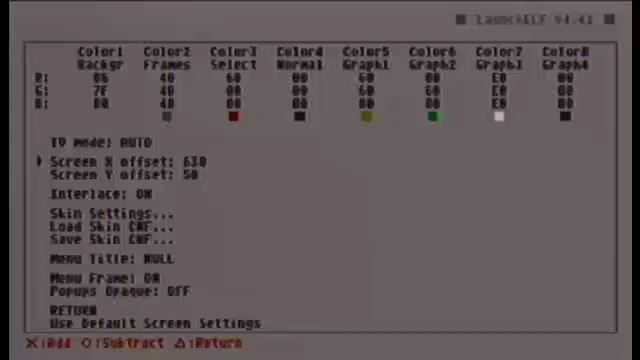 LaunchELF v4.41
Color1 Color2 Color3 Color4 Color5 Color6 Color7 Color8
Backgr Frames Select Normal Graph1 Graph2 Graph3 Graph4
R: 06 40 60 00 60 00 E0 00
G: 7F 40 00 00 60 60 E0 00
B: 40 00 00 00 00 E0 00
TV mode: AUTO
Screen X offset: 630
Screen Y offset: 50
Interlace: ON
Skin Settings...
Load Skin CNF...
Save Skin CNF...
Menu Title: NULL
Menu Frame: ON
Popups Opaque: OFF
RETURN
Use Default Screen Settings
X:Add O:Subtract Δ:Return